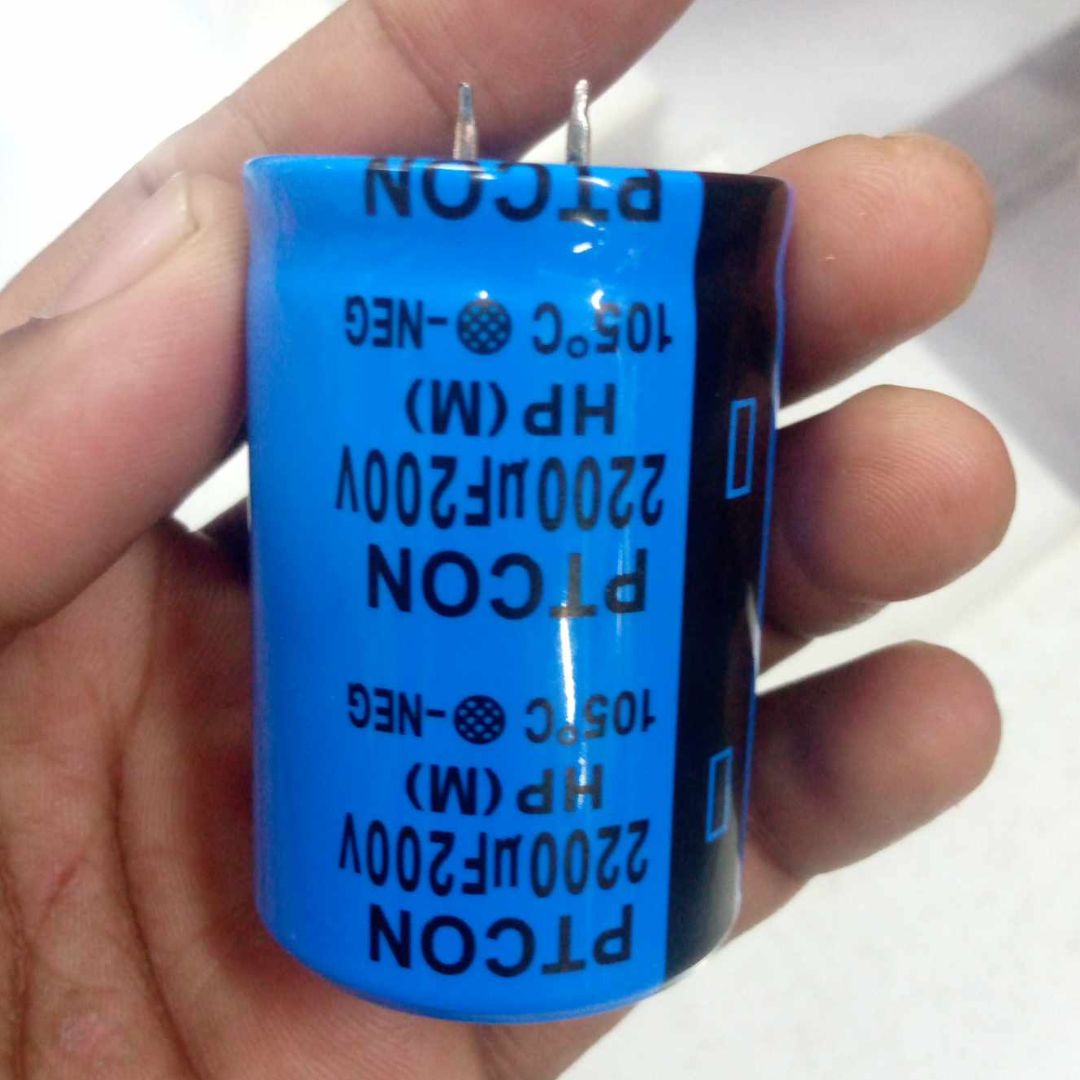 PTCON
2200μF200V
HP(M)
105°C -NEG
PTCON
2200μF200V
HP(M)
105°C -NEG
PTCON